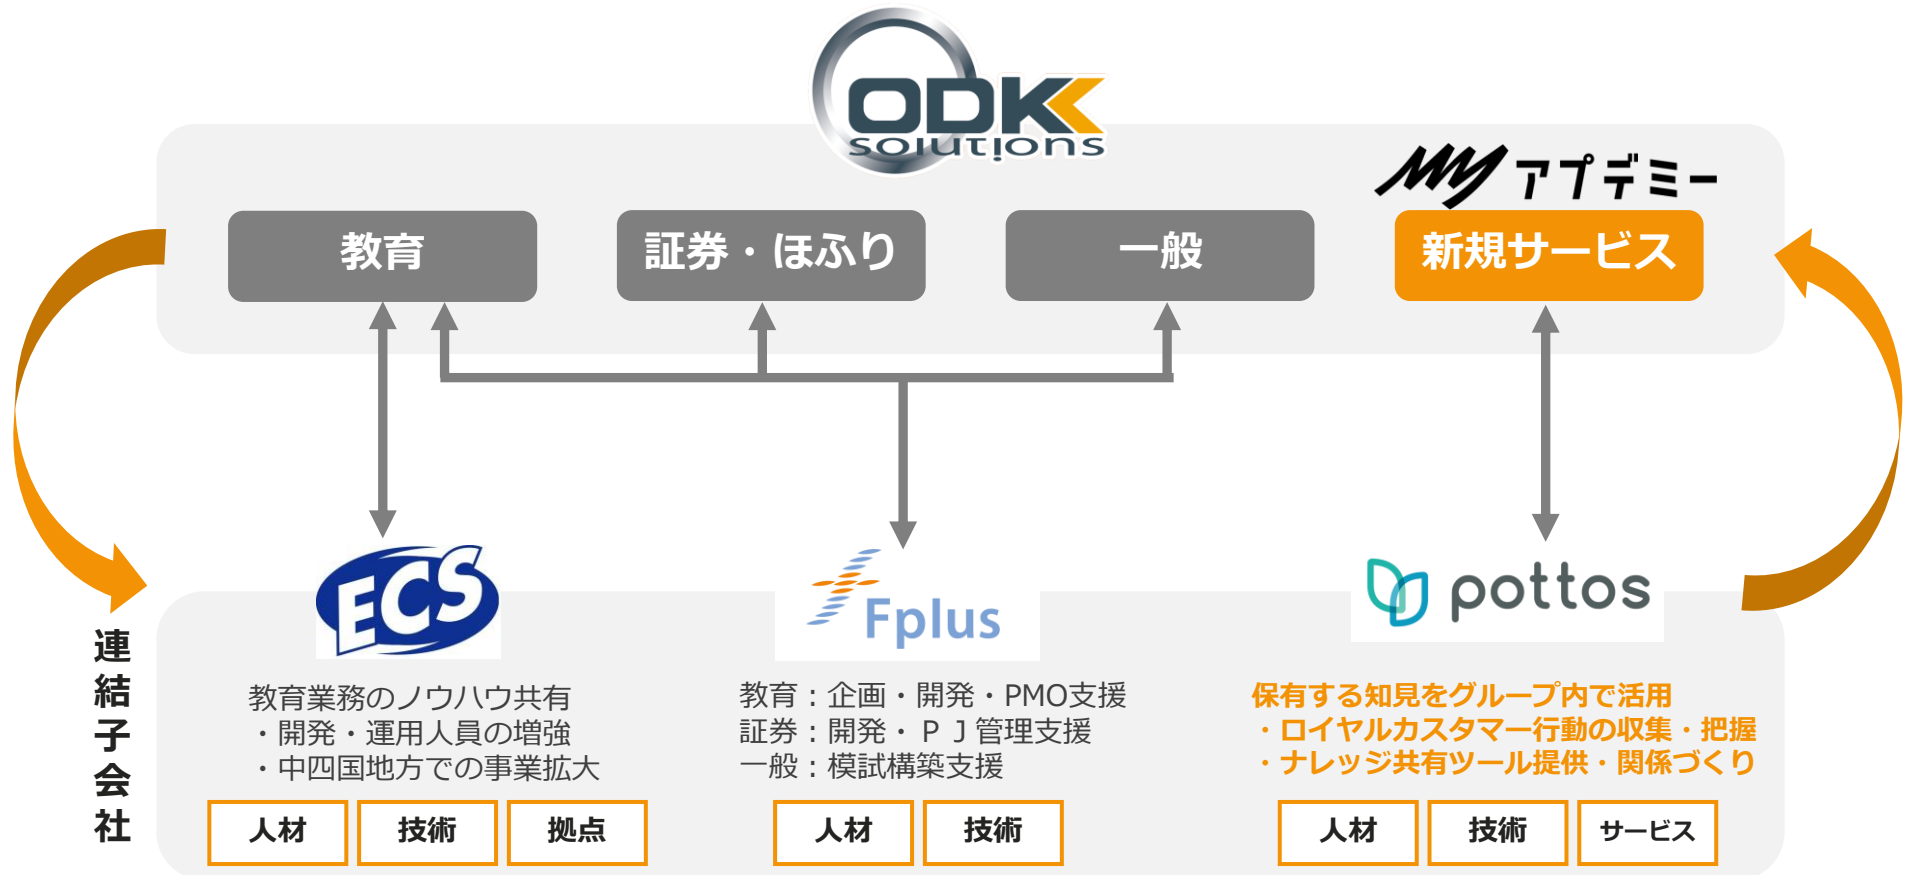 ODK
solutions
Myアプデミー
教育
証券・ほふり
一般
新規サービス
連結子会社
ECS
教育業務のノウハウ共有
・開発・運用人員の増強
・中四国地方での事業拡大
人材
技術
拠点
Fplus
教育：企画・開発・PMO支援
証券：開発・ＰＪ管理支援
一般：模試構築支援
人材
技術
pottos
保有する知見をグループ内で活用
・ロイヤルカスタマー行動の収集・把握
・ナレッジ共有ツール提供・関係づくり
人材
技術
サービス